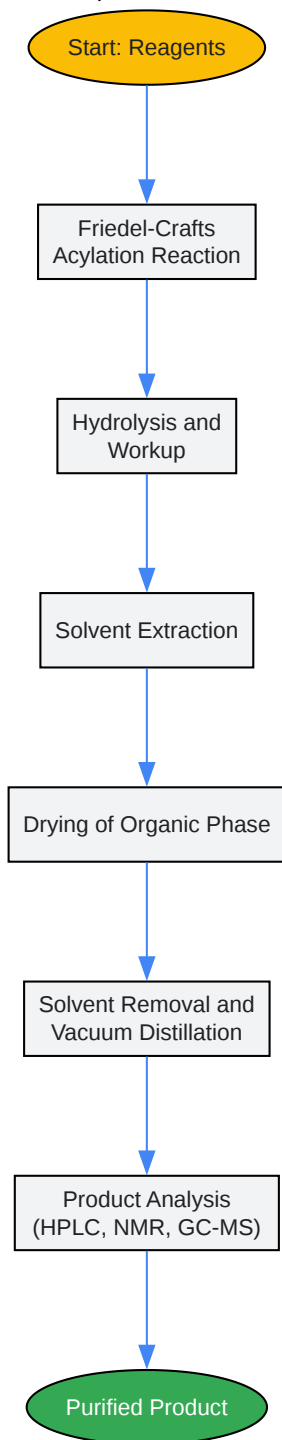 Start: Reagents
Friedel-Crafts
Acylation Reaction
Hydrolysis and
Workup
Solvent Extraction
Drying of Organic Phase
Solvent Removal and
Vacuum Distillation
Product Analysis
(HPLC, NMR, GC-MS)
Purified Product